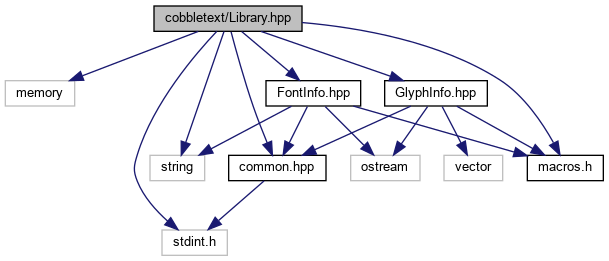 cobbletext/Library.hpp
memory
FontInfo.hpp
GlyphInfo.hpp
string
common.hpp
ostream
vector
macros.h
stdint.h